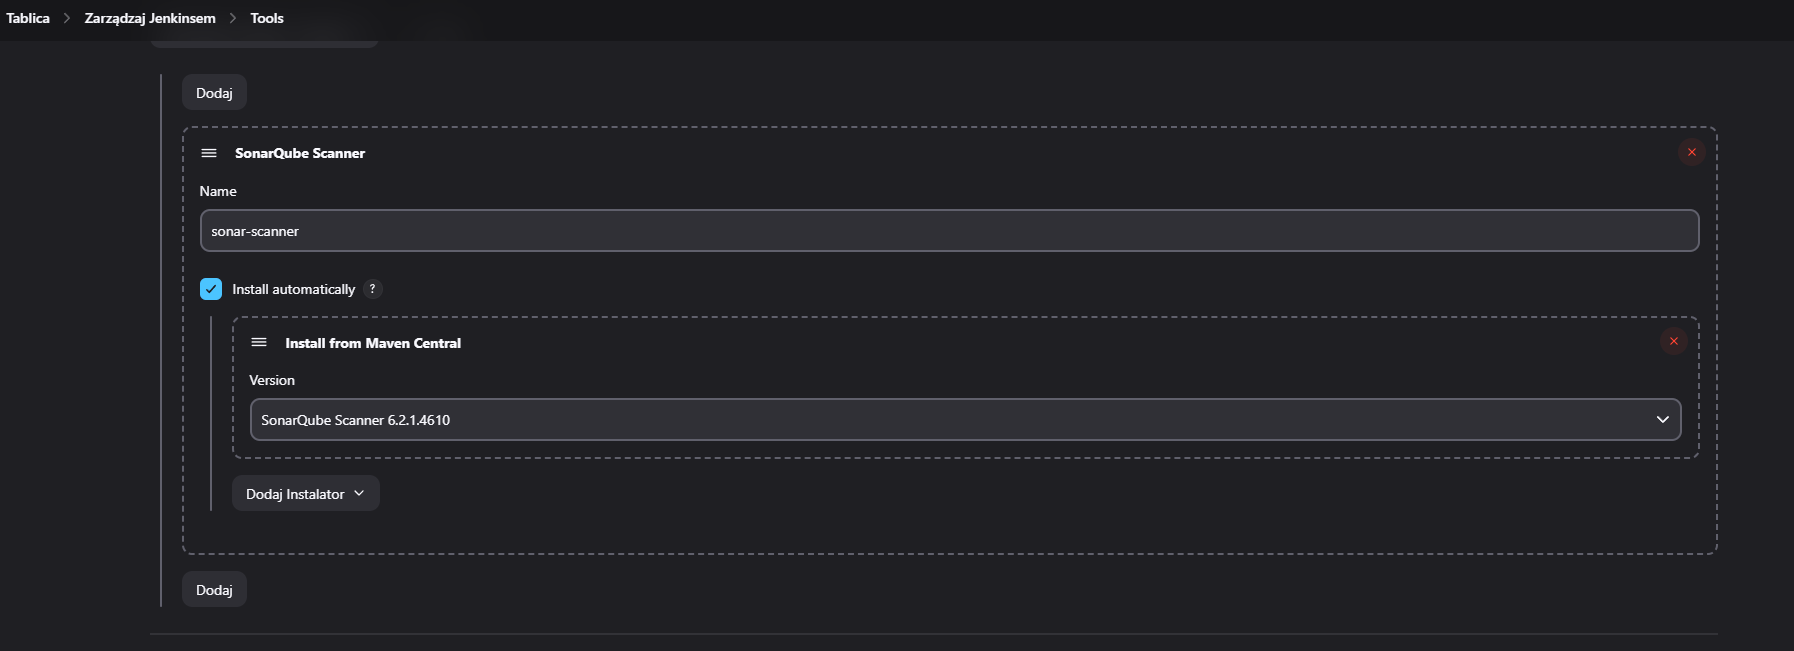 Tablica > Zarządzaj Jenkinsem > Tools
Dodaj
SonarQube Scanner
Name
sonar-scanner
Install automatically ?
Install from Maven Central
Version
SonarQube Scanner 6.2.1.4610
Dodaj Instalator
Dodaj